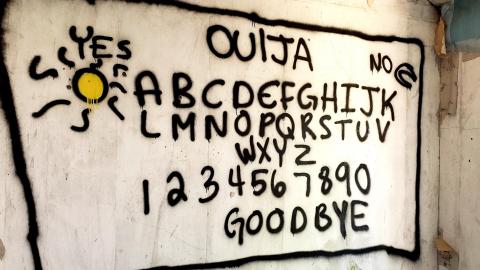 YES OUIJA NO
ABCDEFGHIJK
LMNOPQRSTUV
WXYZ
1234567890
GOODBYE